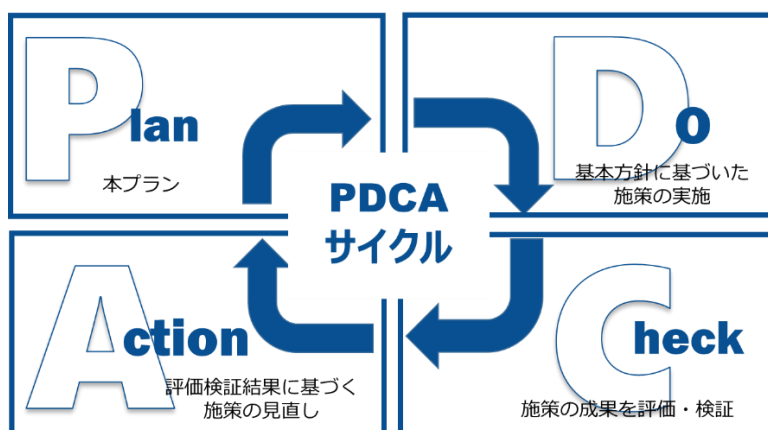 Plan
本プラン
Do
基本方針に基づいた
施策の実施
PDCA
サイクル
Action
評価検証結果に基づく
施策の見直し
Check
施策の成果を評価・検証